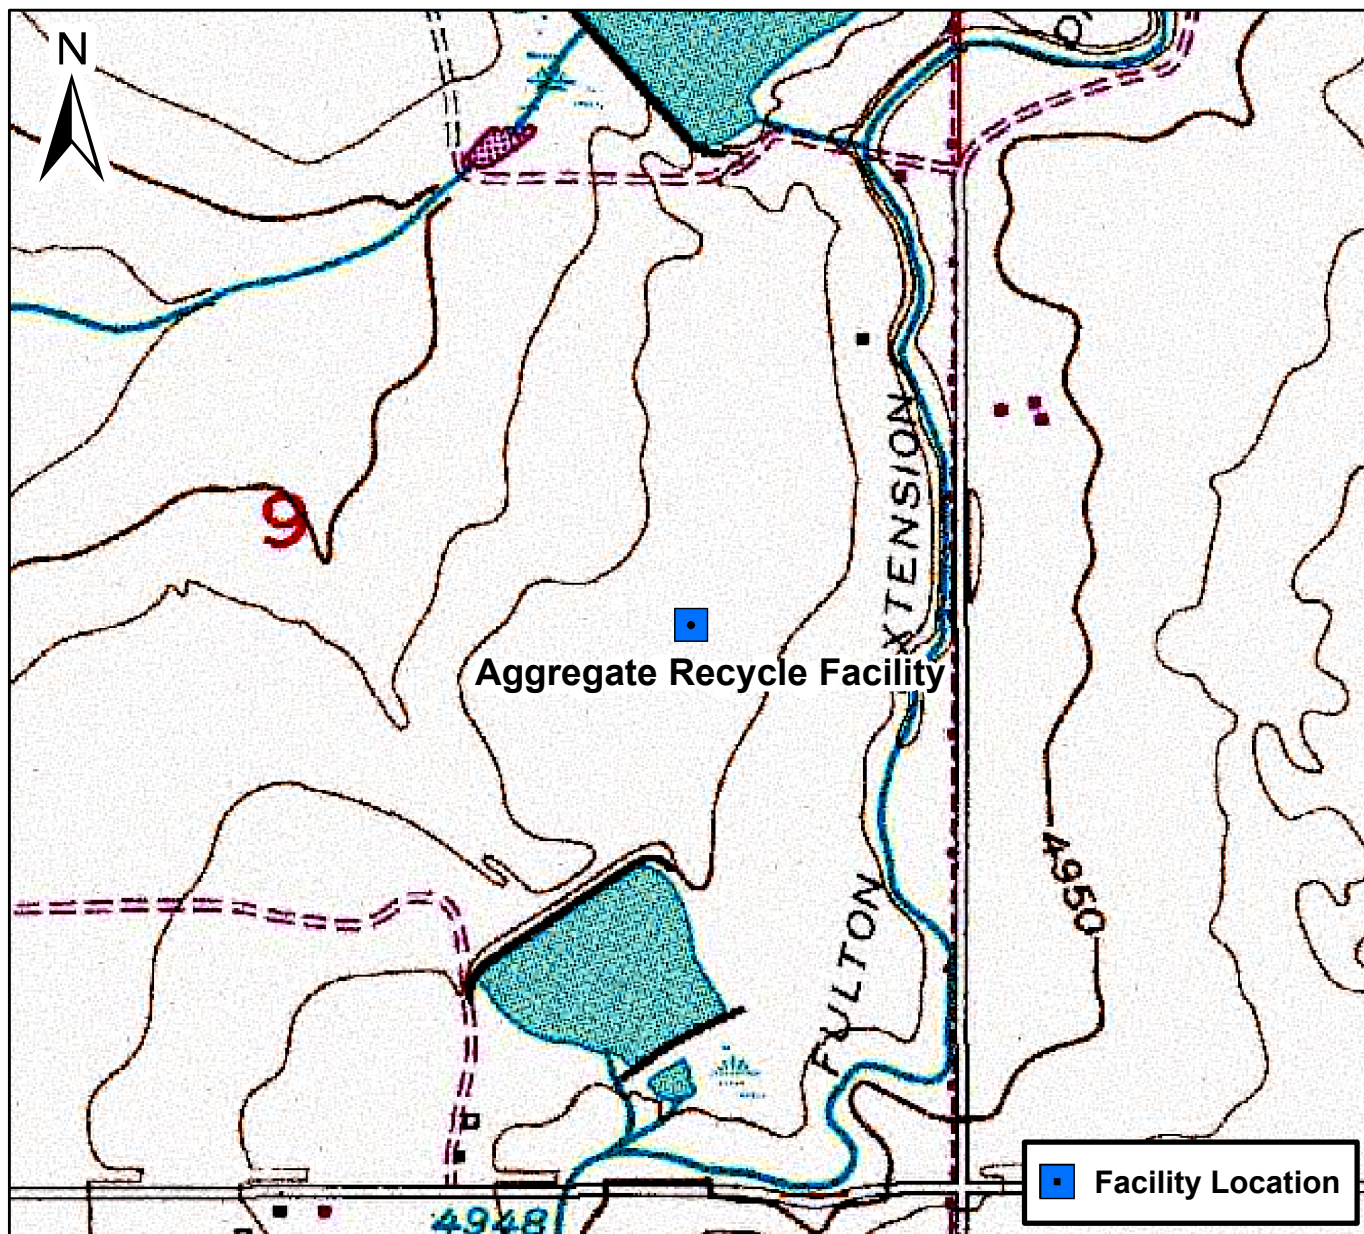 N
9
EXTENSION
Aggregate Recycle Facility
4950
FULTON
Facility Location
4948